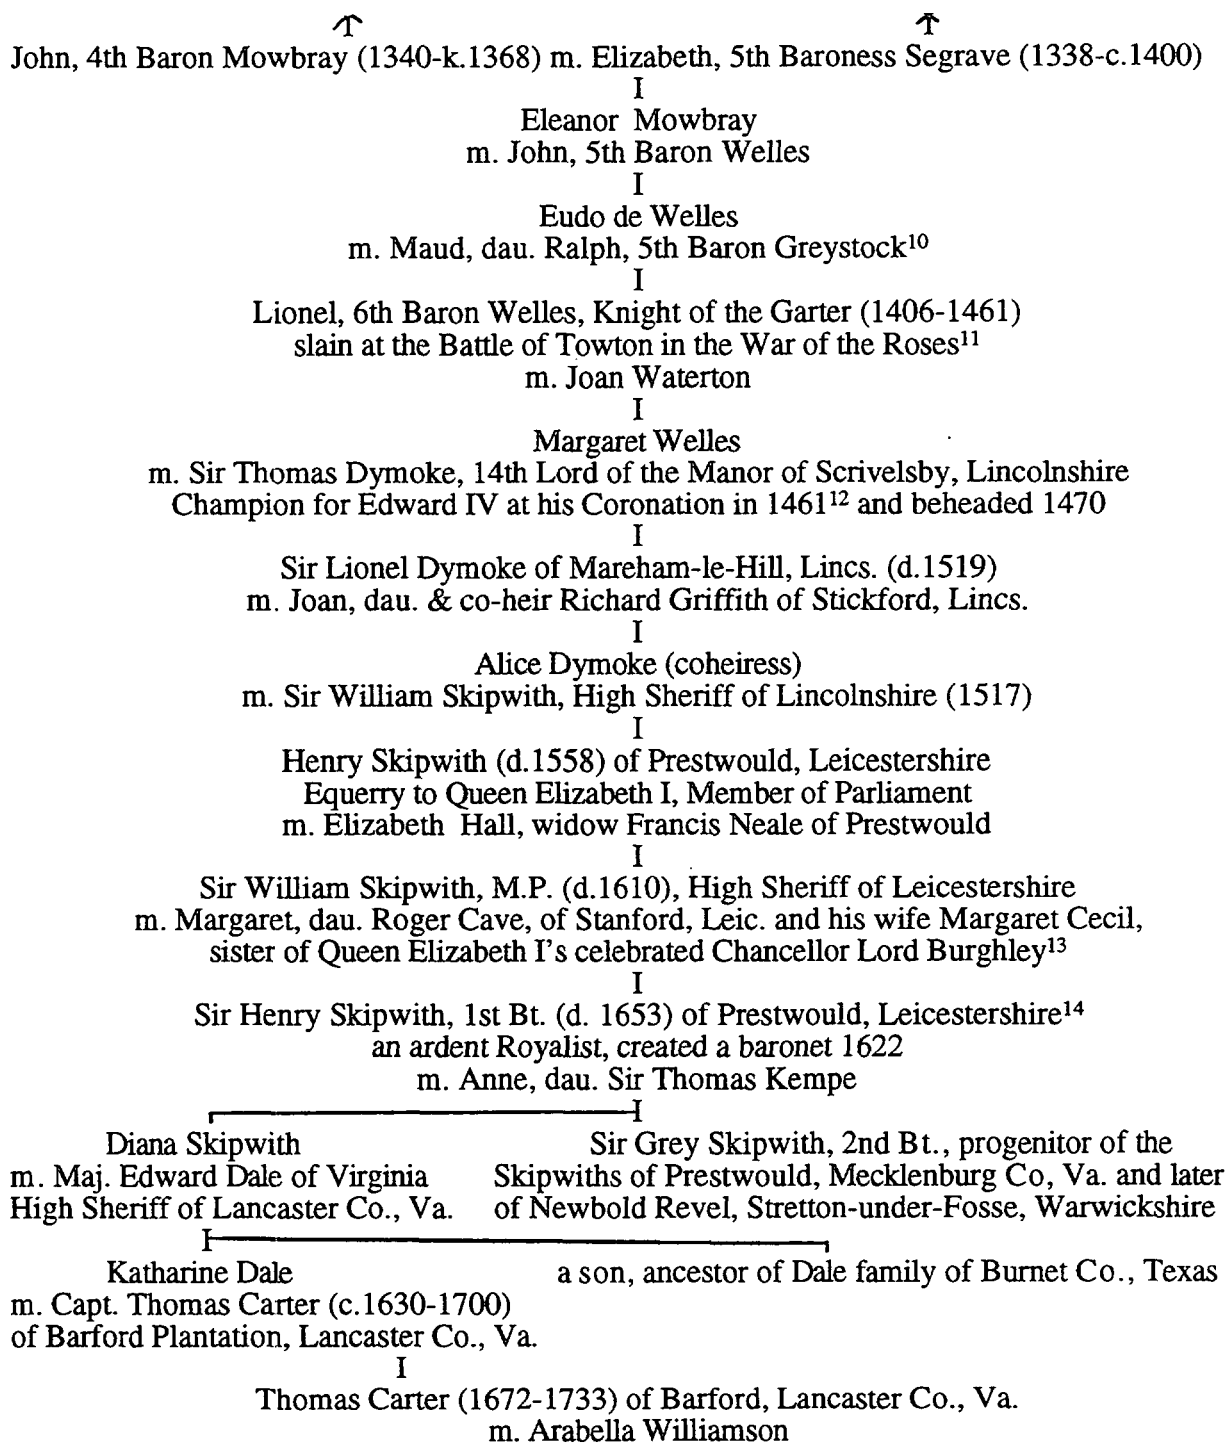 John, 4th Baron Mowbray (1340-k.1368) m. Elizabeth, 5th Baroness Segrave (1338-c.1400)
Eleanor Mowbray
m. John, 5th Baron Welles
Eudo de Welles
m. Maud, dau. Ralph, 5th Baron Greystock¹⁰
Lionel, 6th Baron Welles, Knight of the Garter (1406-1461)
slain at the Battle of Towton in the War of the Roses¹¹
m. Joan Waterton
Margaret Welles
m. Sir Thomas Dymoke, 14th Lord of the Manor of Scrivelsby, Lincolnshire
Champion for Edward IV at his Coronation in 1461¹² and beheaded 1470
Sir Lionel Dymoke of Mareham-le-Hill, Lincs. (d.1519)
m. Joan, dau. & co-heir Richard Griffith of Stickford, Lincs.
Alice Dymoke (coheiress)
m. Sir William Skipwith, High Sheriff of Lincolnshire (1517)
Henry Skipwith (d.1558) of Prestwould, Leicestershire
Equerry to Queen Elizabeth I, Member of Parliament
m. Elizabeth Hall, widow Francis Neale of Prestwould
Sir William Skipwith, M.P. (d.1610), High Sheriff of Leicestershire
m. Margaret, dau. Roger Cave, of Stanford, Leic. and his wife Margaret Cecil,
sister of Queen Elizabeth I's celebrated Chancellor Lord Burghley¹³
Sir Henry Skipwith, 1st Bt. (d. 1653) of Prestwould, Leicestershire¹⁴
an ardent Royalist, created a baronet 1622
m. Anne, dau. Sir Thomas Kempe
Diana Skipwith
m. Maj. Edward Dale of Virginia
High Sheriff of Lancaster Co., Va.
Sir Grey Skipwith, 2nd Bt., progenitor of the
Skipwiths of Prestwould, Mecklenburg Co, Va. and later
of Newbold Revel, Stretton-under-Fosse, Warwickshire
Katharine Dale
m. Capt. Thomas Carter (c.1630-1700)
of Barford Plantation, Lancaster Co., Va.
a son, ancestor of Dale family of Burnet Co., Texas
Thomas Carter (1672-1733) of Barford, Lancaster Co., Va.
m. Arabella Williamson